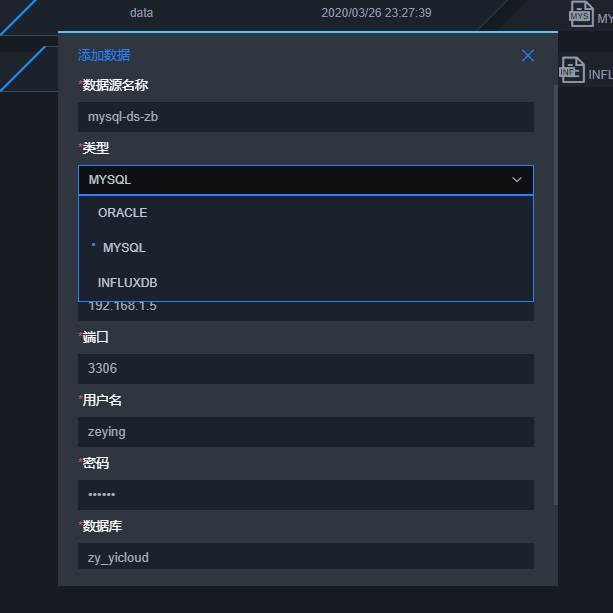 data 2020/03/26 23:27:39
MYS MY
添加数据
INF INFL
*数据源名称
mysql-ds-zb
*类型
MYSQL
ORACLE
MYSQL
INFLUXDB
192.168.1.5
*端口
3306
*用户名
zeying
*密码
••••••
*数据库
zy_yicloud